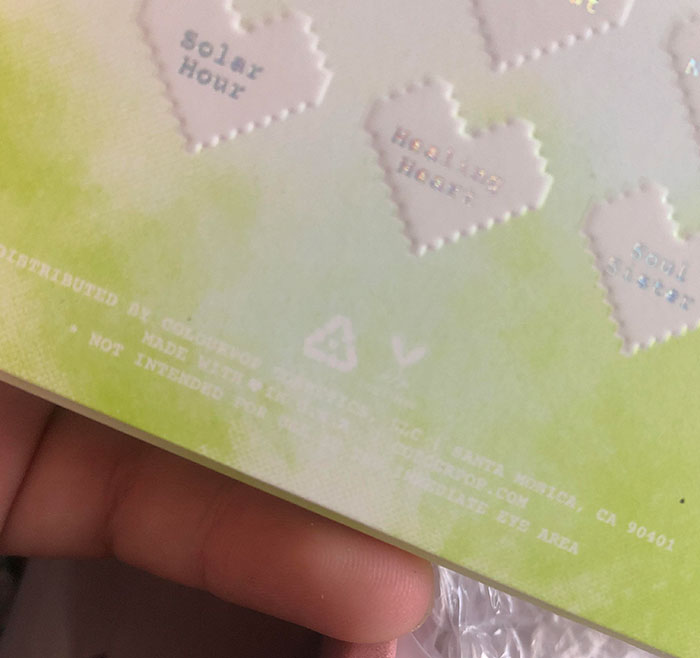 Solar
Hour
Healing
Heart
Soul
Sister
DISTRIBUTED BY COLOURPOP COSMETICS, LLC | SANTA MONICA, CA 90401
MADE WITH ♥ IN COLOURPOP.COM
* NOT INTENDED FOR USE IN THE IMMEDIATE EYE AREA